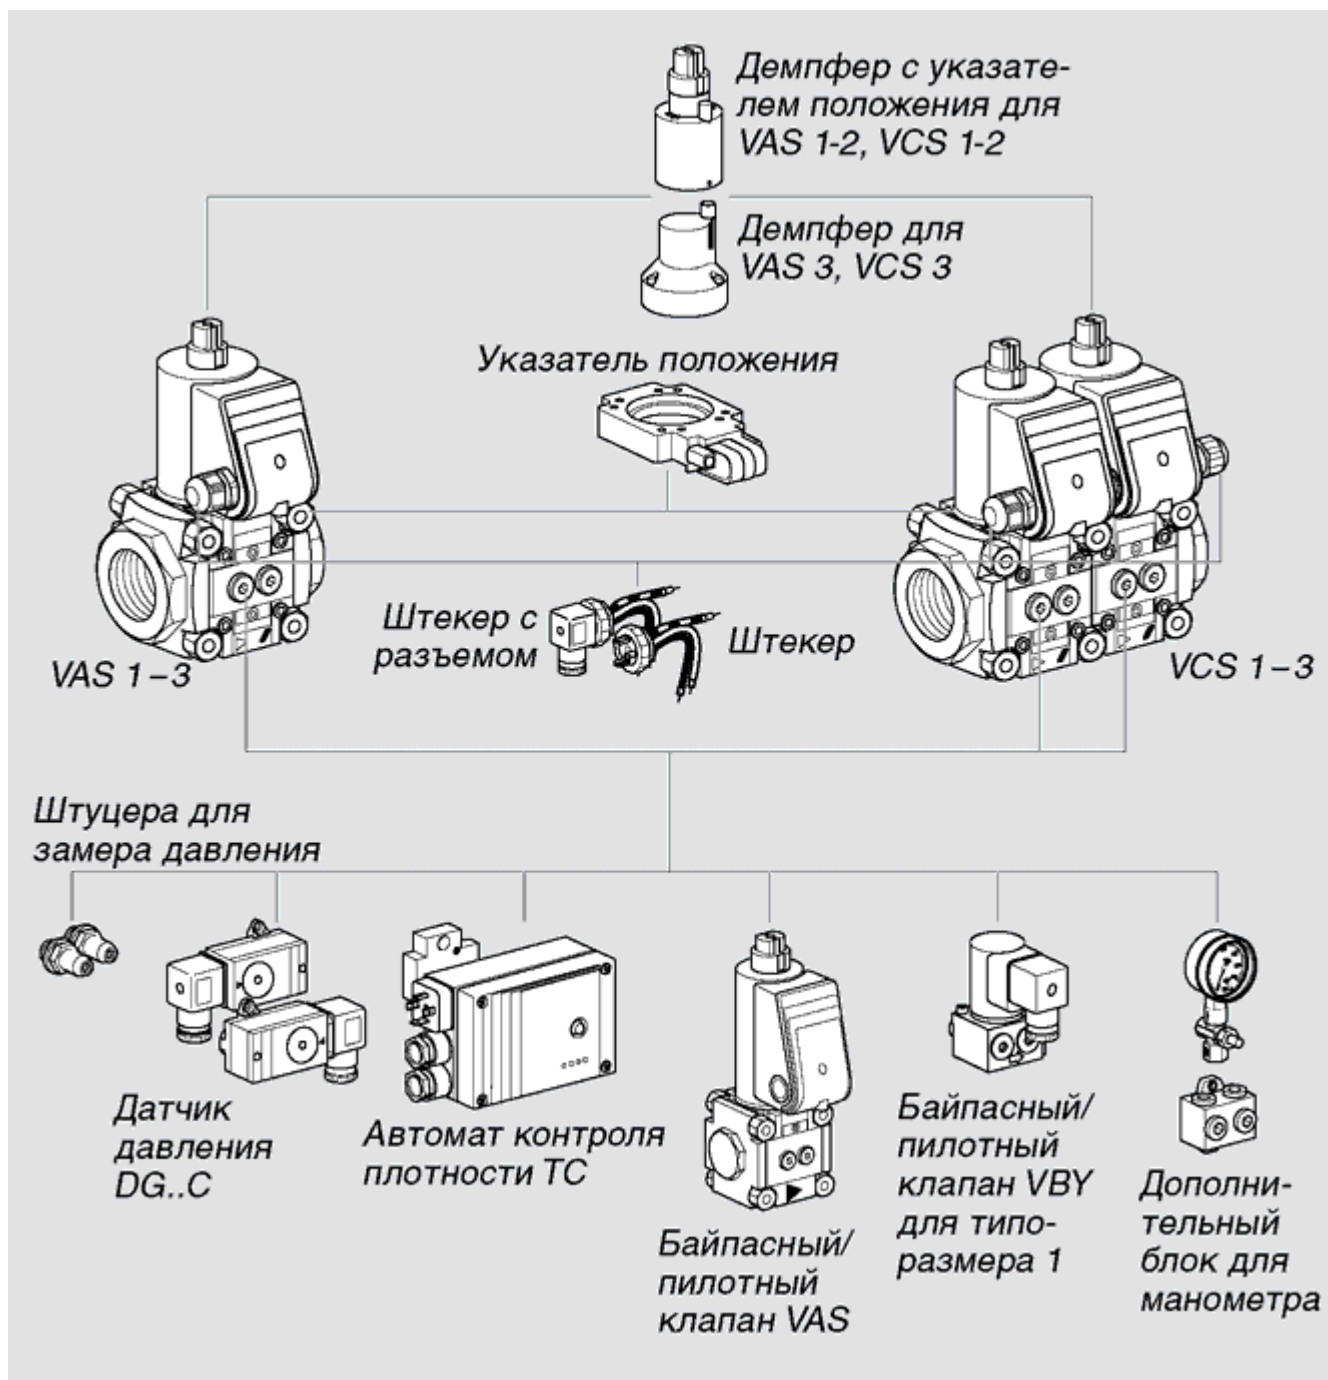 Демпфер с указате-
лем положения для
VAS 1-2, VCS 1-2
Демпфер для
VAS 3, VCS 3
Указатель положения
Штекер с
разъемом
Штекер
VAS 1–3
VCS 1–3
Штуцера для
замера давления
Датчик
давления
DG..C
Автомат контроля
плотности TC
Байпасный/
пилотный
клапан VAS
Байпасный/
пилотный
клапан VBY
для типо-
размера 1
Дополни-
тельный
блок для
манометра